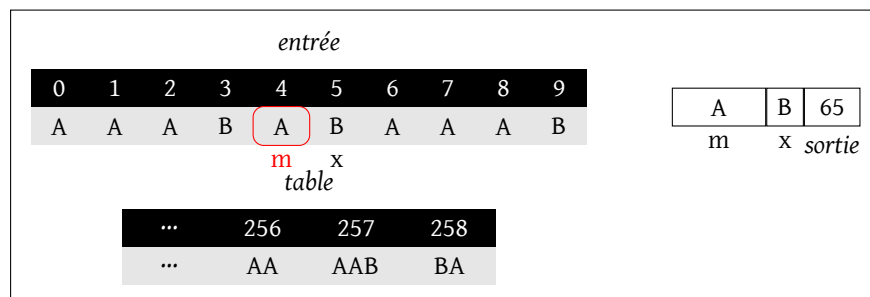 entrée
0 1 2 3 4 5 6 7 8 9
A A A B A B A A A B
m x
A B 65
m x sortie
table
... 256 257 258
... AA AAB BA